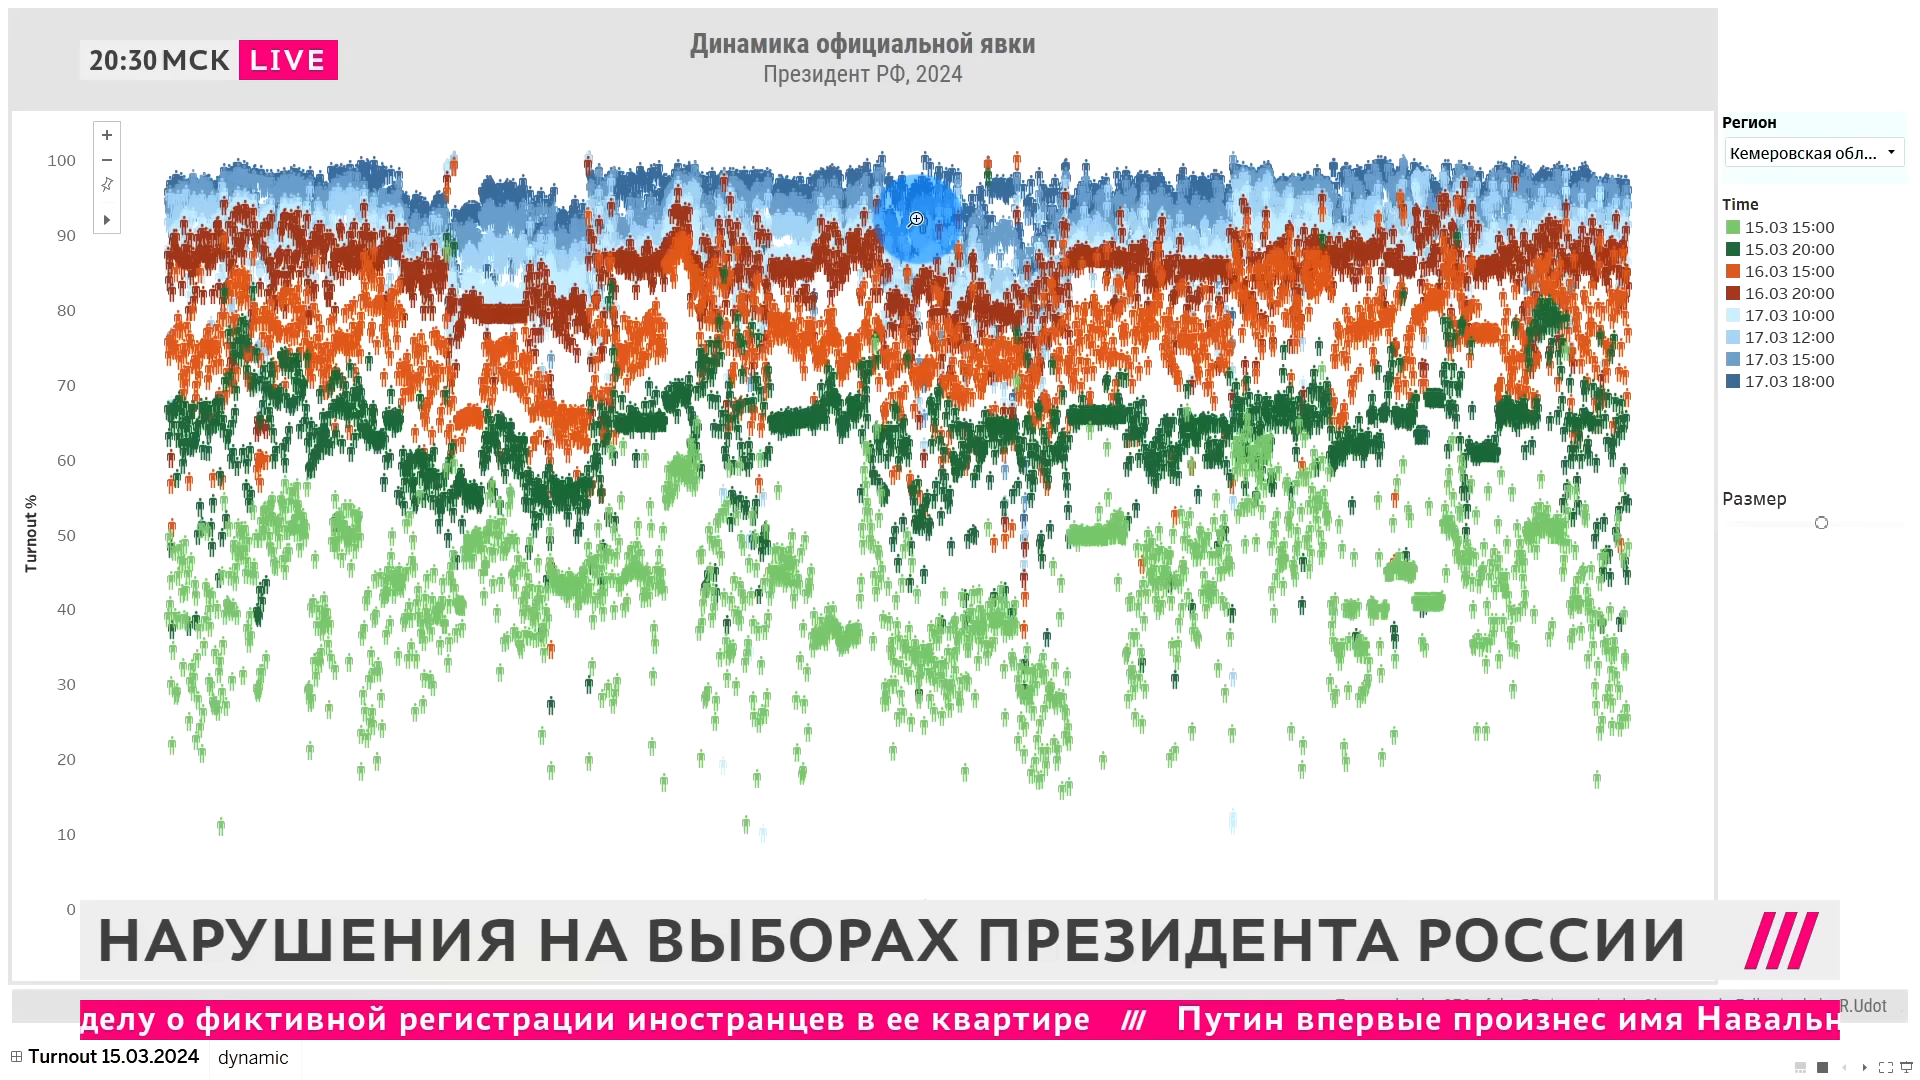 20:30 МСК LIVE
Динамика официальной явки
Президент РФ, 2024
100
90
80
70
60
50
40
30
20
10
0
Turnout %
Регион
Кемеровская обл...
Time
15.03 15:00
15.03 20:00
16.03 15:00
16.03 20:00
17.03 10:00
17.03 12:00
17.03 15:00
17.03 18:00
Размер
НАРУШЕНИЯ НА ВЫБОРАХ ПРЕЗИДЕНТА РОССИИ
R.Udot
делу о фиктивной регистрации иностранцев в ее квартире /// Путин впервые произнес имя Навальн
Turnout 15.03.2024 dynamic